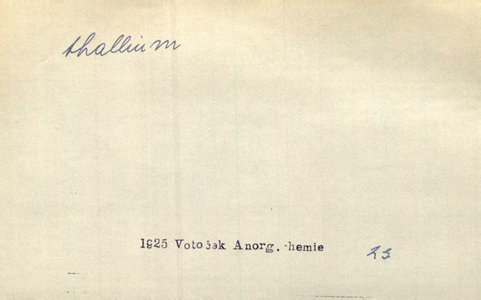 thallium
1925 Votoček Anorg. chemie
23